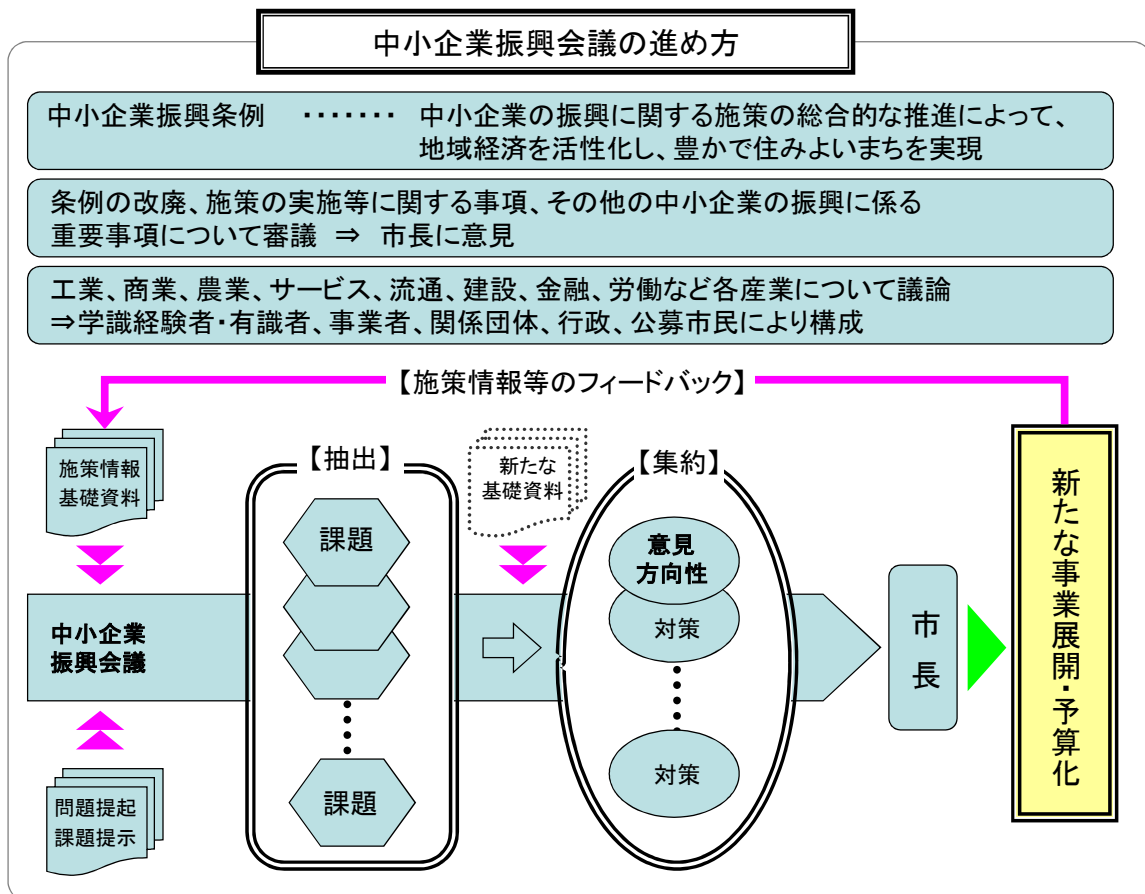 中小企業振興会議の進め方
中小企業振興条例 ・・・・・・・ 中小企業の振興に関する施策の総合的な推進によって、
地域経済を活性化し、豊かで住みよいまちを実現
条例の改廃、施策の実施等に関する事項、その他の中小企業の振興に係る
重要事項について審議 ⇒ 市長に意見
工業、商業、農業、サービス、流通、建設、金融、労働など各産業について議論
⇒学識経験者・有識者、事業者、関係団体、行政、公募市民により構成
【施策情報等のフィードバック】
施策情報
基礎資料
中小企業
振興会議
問題提起
課題提示
【抽出】
課題
課題
新たな
基礎資料
【集約】
意見
方向性
対策
対策
市長
新たな事業展開・予算化